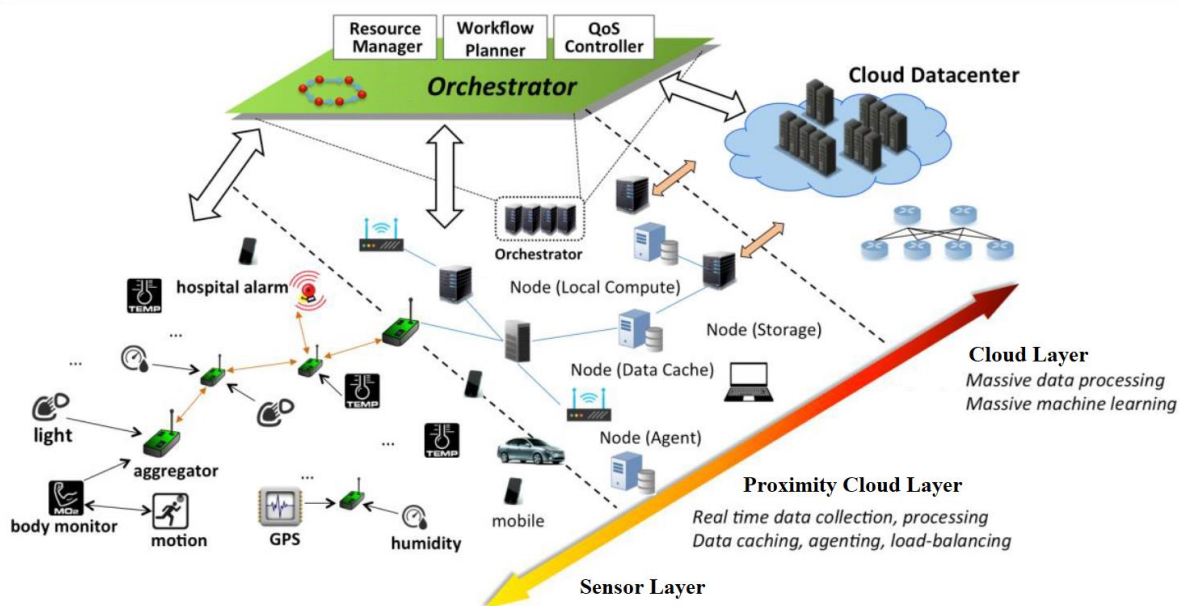 Resource
Manager
Workflow
Planner
QoS
Controller
Orchestrator
Cloud Datacenter
Orchestrator
hospital alarm
TEMP
Node (Local Compute)
...
...
Node (Storage)
Node (Data Cache)
TEMP
light
...
TEMP
Node (Agent)
aggregator
...
MO₂
body monitor
motion
GPS
humidity
mobile
Cloud Layer
Massive data processing
Massive machine learning
Proximity Cloud Layer
Real time data collection, processing
Data caching, agenting, load-balancing
Sensor Layer